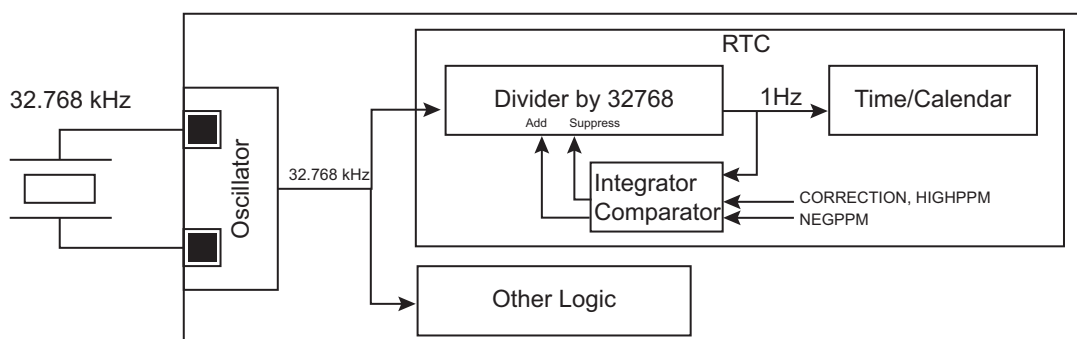 RTC
32.768 kHz
Oscillator
32.768 kHz
Divider by 32768
Add Suppress
1Hz
Time/Calendar
Integrator
Comparator
CORRECTION, HIGHPPM
NEGPPM
Other Logic